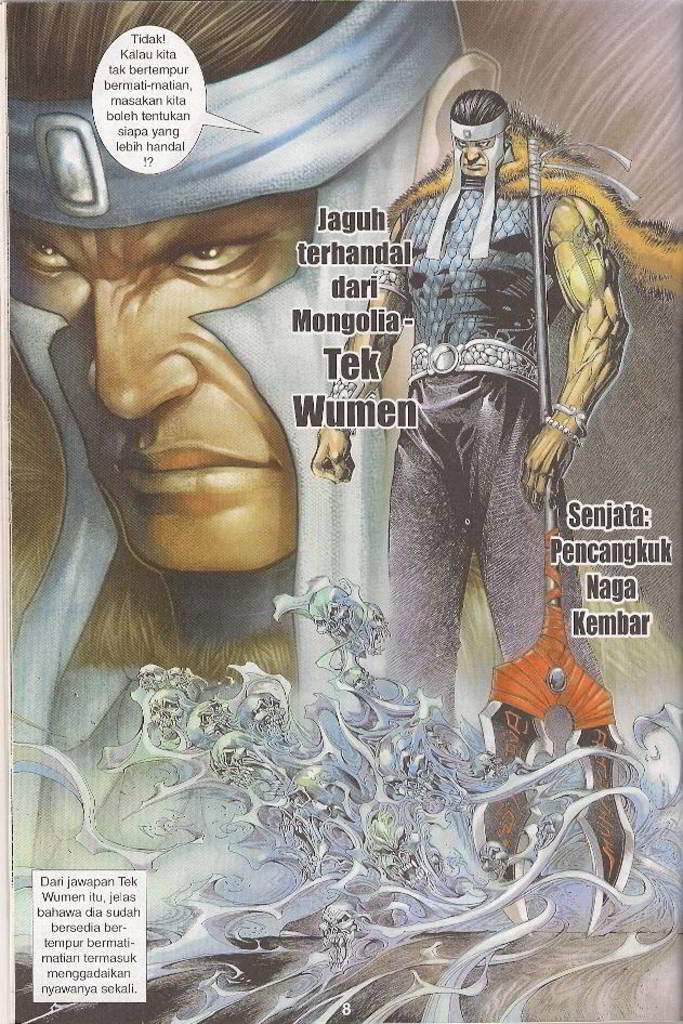 Tidak!
Kalau kita
tak bertempur
bermati-matian,
masakan kita
boleh tentukan
siapa yang
lebih handal
!?
Jaguh
terhandal
dari
Mongolia -
Tek
Wumen
Senjata:
Pencangkuk
Naga
Kembar
Dari jawapan Tek
Wumen itu, jelas
bahawa dia sudah
bersedia ber-
tempur bermati-
matian termasuk
menggadaikan
nyawanya sekali.
8